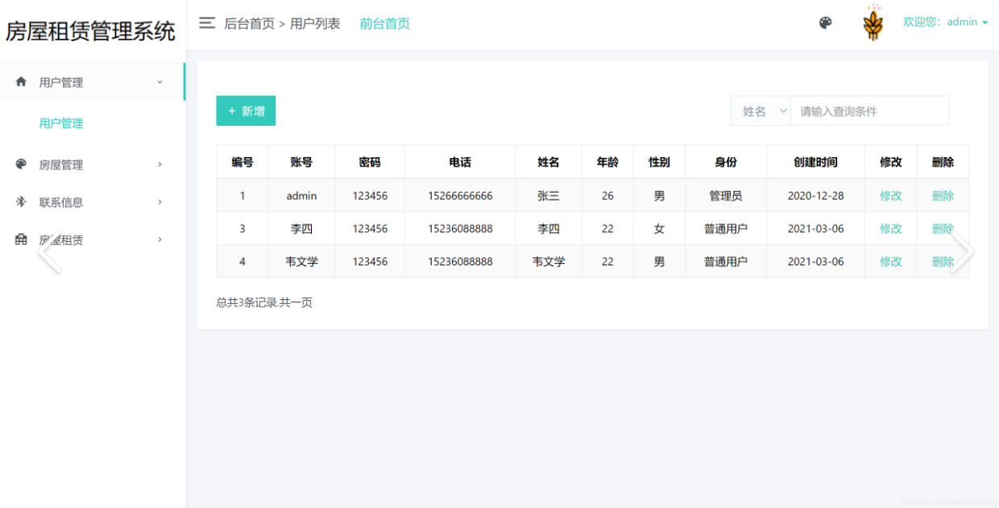 房屋租赁管理系统
后台首页 > 用户列表 前台首页
欢迎您：admin
用户管理
用户管理
房屋管理
联系信息
房屋租赁
+ 新增
姓名 请输入查询条件
编号 账号 密码 电话 姓名 年龄 性别 身份 创建时间 修改 删除
1 admin 123456 15266666666 张三 26 男 管理员 2020-12-28 修改 删除
3 李四 123456 15236088888 李四 22 女 普通用户 2021-03-06 修改 删除
4 韦文学 123456 15236088888 韦文学 22 男 普通用户 2021-03-06 修改 删除
总共3条记录.共一页